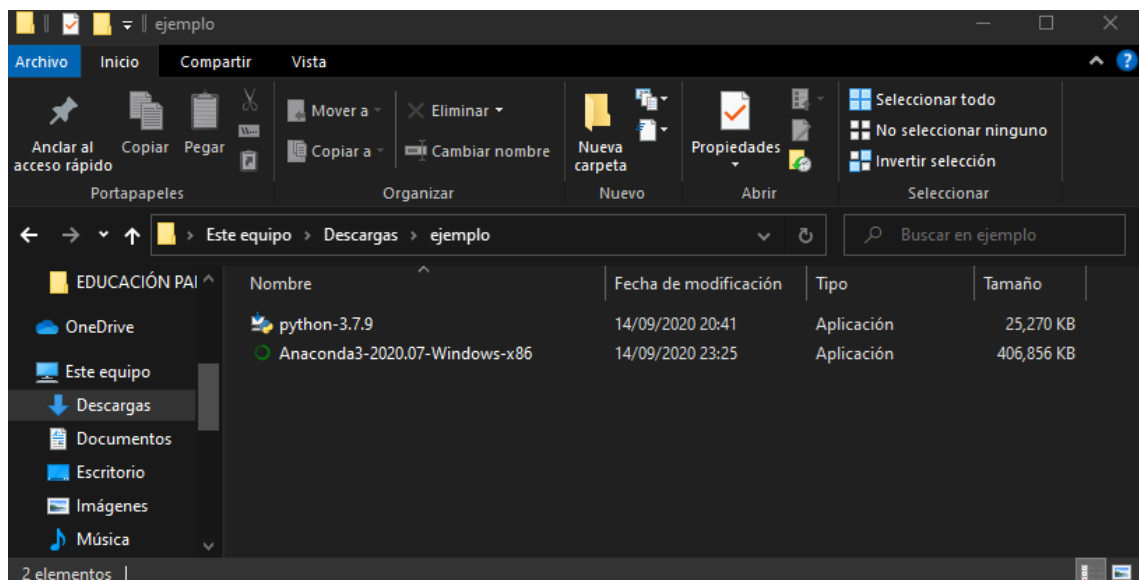 ejemplo
Archivo Inicio Compartir Vista
Anclar al acceso rápido
Copiar
Pegar
Portapapeles
Mover a
Copiar a
Eliminar
Cambiar nombre
Organizar
Nueva carpeta
Nuevo
Propiedades
Abrir
Seleccionar todo
No seleccionar ninguno
Invertir selección
Seleccionar
Este equipo > Descargas > ejemplo
Buscar en ejemplo
EDUCACIÓN PAI
OneDrive
Este equipo
Descargas
Documentos
Escritorio
Imágenes
Música
Nombre Fecha de modificación Tipo Tamaño
python-3.7.9 14/09/2020 20:41 Aplicación 25,270 KB
Anaconda3-2020.07-Windows-x86 14/09/2020 23:25 Aplicación 406,856 KB
2 elementos